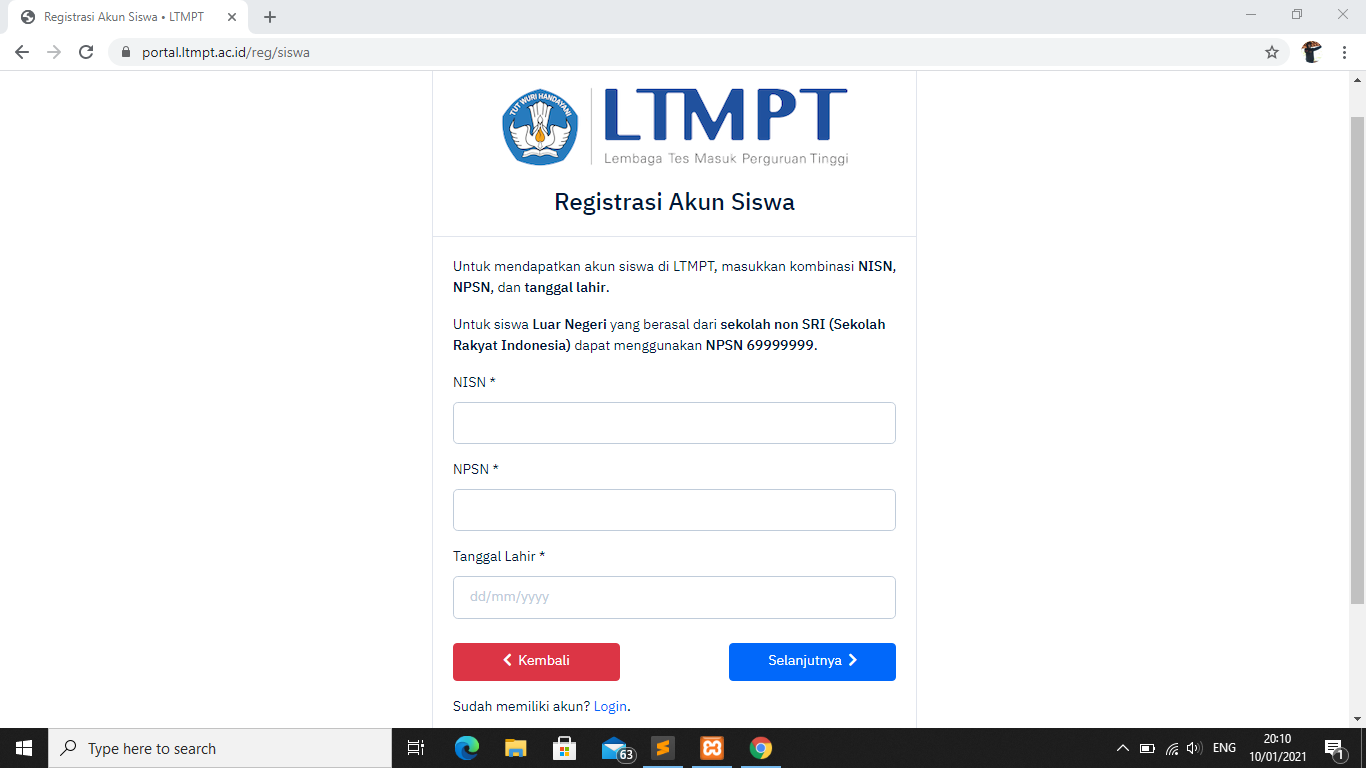 Registrasi Akun Siswa • LTMPT
portal.ltmpt.ac.id/reg/siswa
TUT WURI HANDAYANI
LTMPT
Lembaga Tes Masuk Perguruan Tinggi
Registrasi Akun Siswa
Untuk mendapatkan akun siswa di LTMPT, masukkan kombinasi NISN,
NPSN, dan tanggal lahir.
Untuk siswa Luar Negeri yang berasal dari sekolah non SRI (Sekolah
Rakyat Indonesia) dapat menggunakan NPSN 69999999.
NISN *
NPSN *
Tanggal Lahir *
dd/mm/yyyy
Kembali
Selanjutnya
Sudah memiliki akun? Login.
Type here to search
63
ENG
20:10
10/01/2021
1